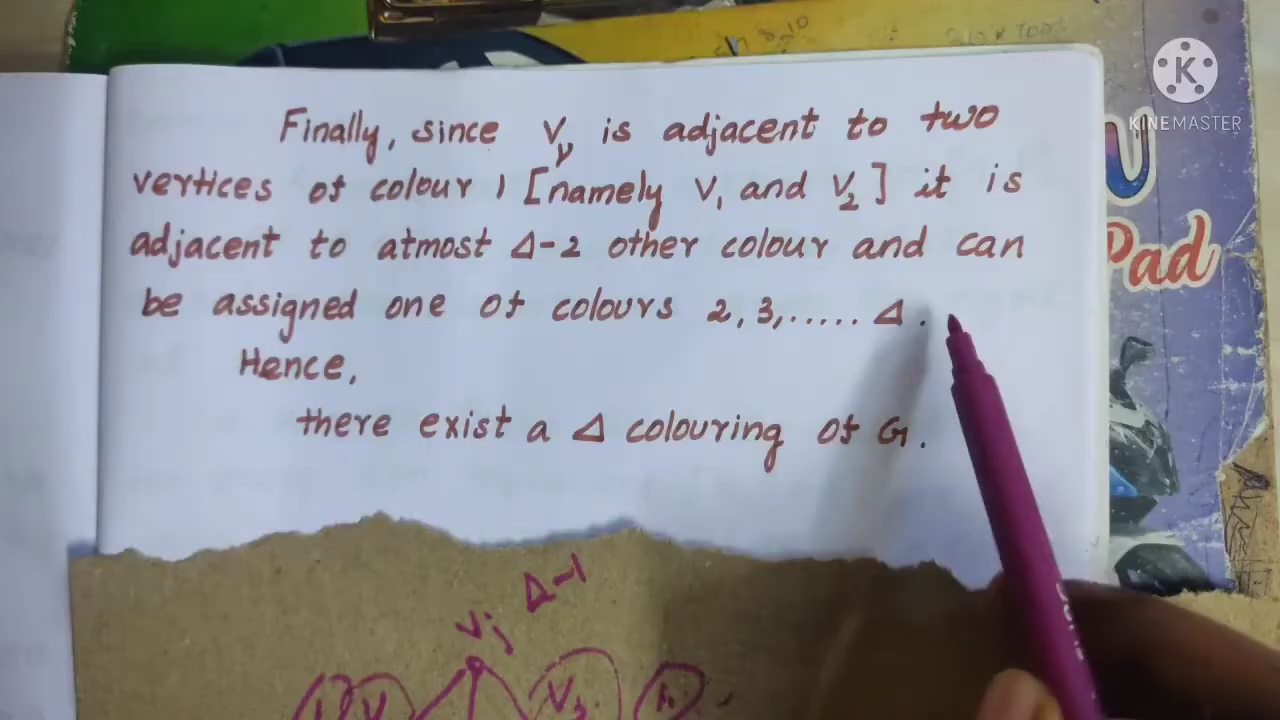 Finally, since Vν is adjacent to two
vertices of colour 1 [namely V1 and V2] it is
adjacent to atmost Δ-2 other colour and can
be assigned one of colours 2, 3,..... Δ.
Hence,
there exist a Δ colouring of G.
Δ-1
Vj
K
KINEMASTER
Pad